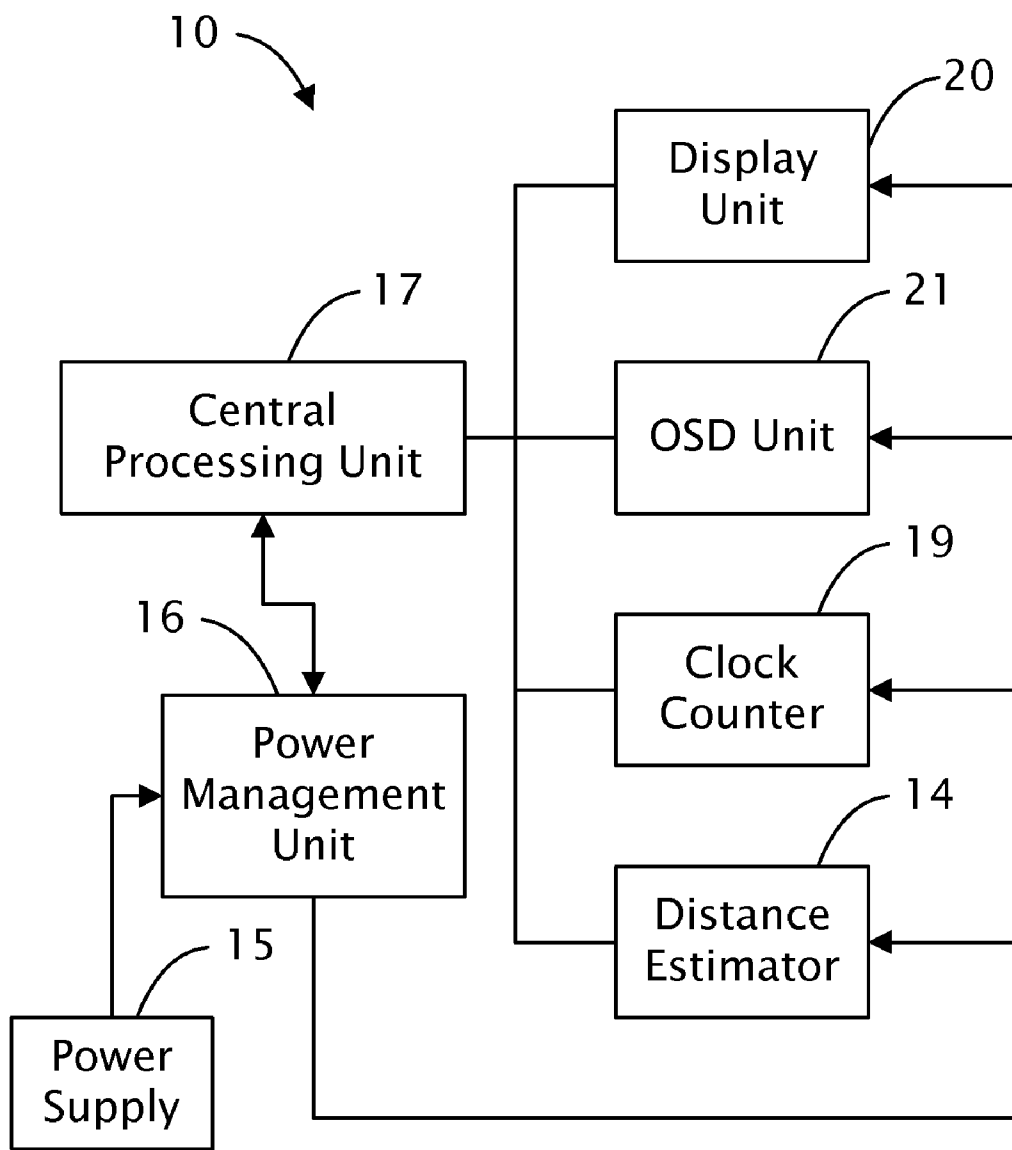 10
20
Display
Unit
17
21
Central
Processing Unit
OSD Unit
19
16
Clock
Counter
Power
Management
Unit
14
Distance
Estimator
15
Power
Supply